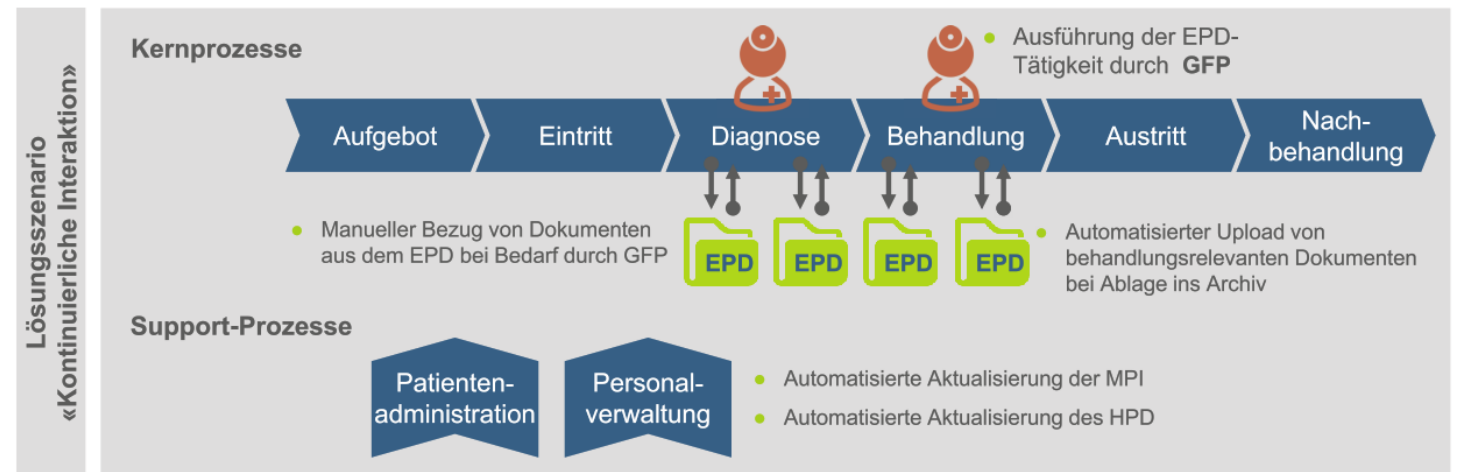 Lösungsszenario
«Kontinuierliche Interaktion»
Kernprozesse
Ausführung der EPD-
Tätigkeit durch GFP
Aufgebot
Eintritt
Diagnose
Behandlung
Austritt
Nach-
behandlung
Manueller Bezug von Dokumenten
aus dem EPD bei Bedarf durch GFP
EPD
EPD
EPD
EPD
Automatisierter Upload von
behandlungsrelevanten Dokumenten
bei Ablage ins Archiv
Support-Prozesse
Patienten-
administration
Personal-
verwaltung
Automatisierte Aktualisierung der MPI
Automatisierte Aktualisierung des HPD